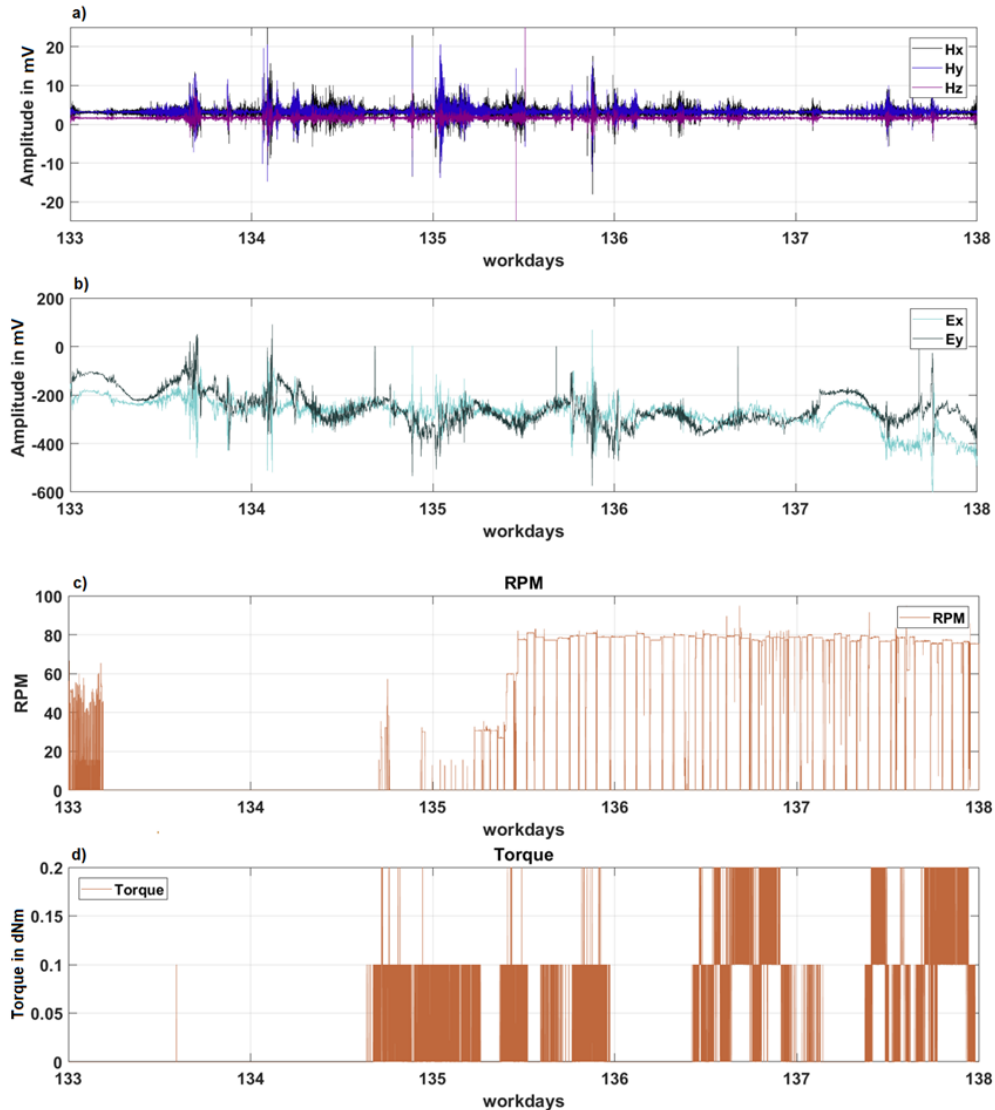 a)
25
20
10
0
-10
-20
Amplitude in mV
Hx
Hy
Hz
133 134 135 136 137 138
workdays
b)
200
0
-200
-400
-600
Amplitude in mV
Ex
Ey
133 134 135 136 137 138
workdays
c) RPM
100
80
60
40
20
0
RPM
RPM
133 134 135 136 137 138
workdays
d) Torque
0.2
0.15
0.1
0.05
0
Torque in dNm
Torque
133 134 135 136 137 138
workdays